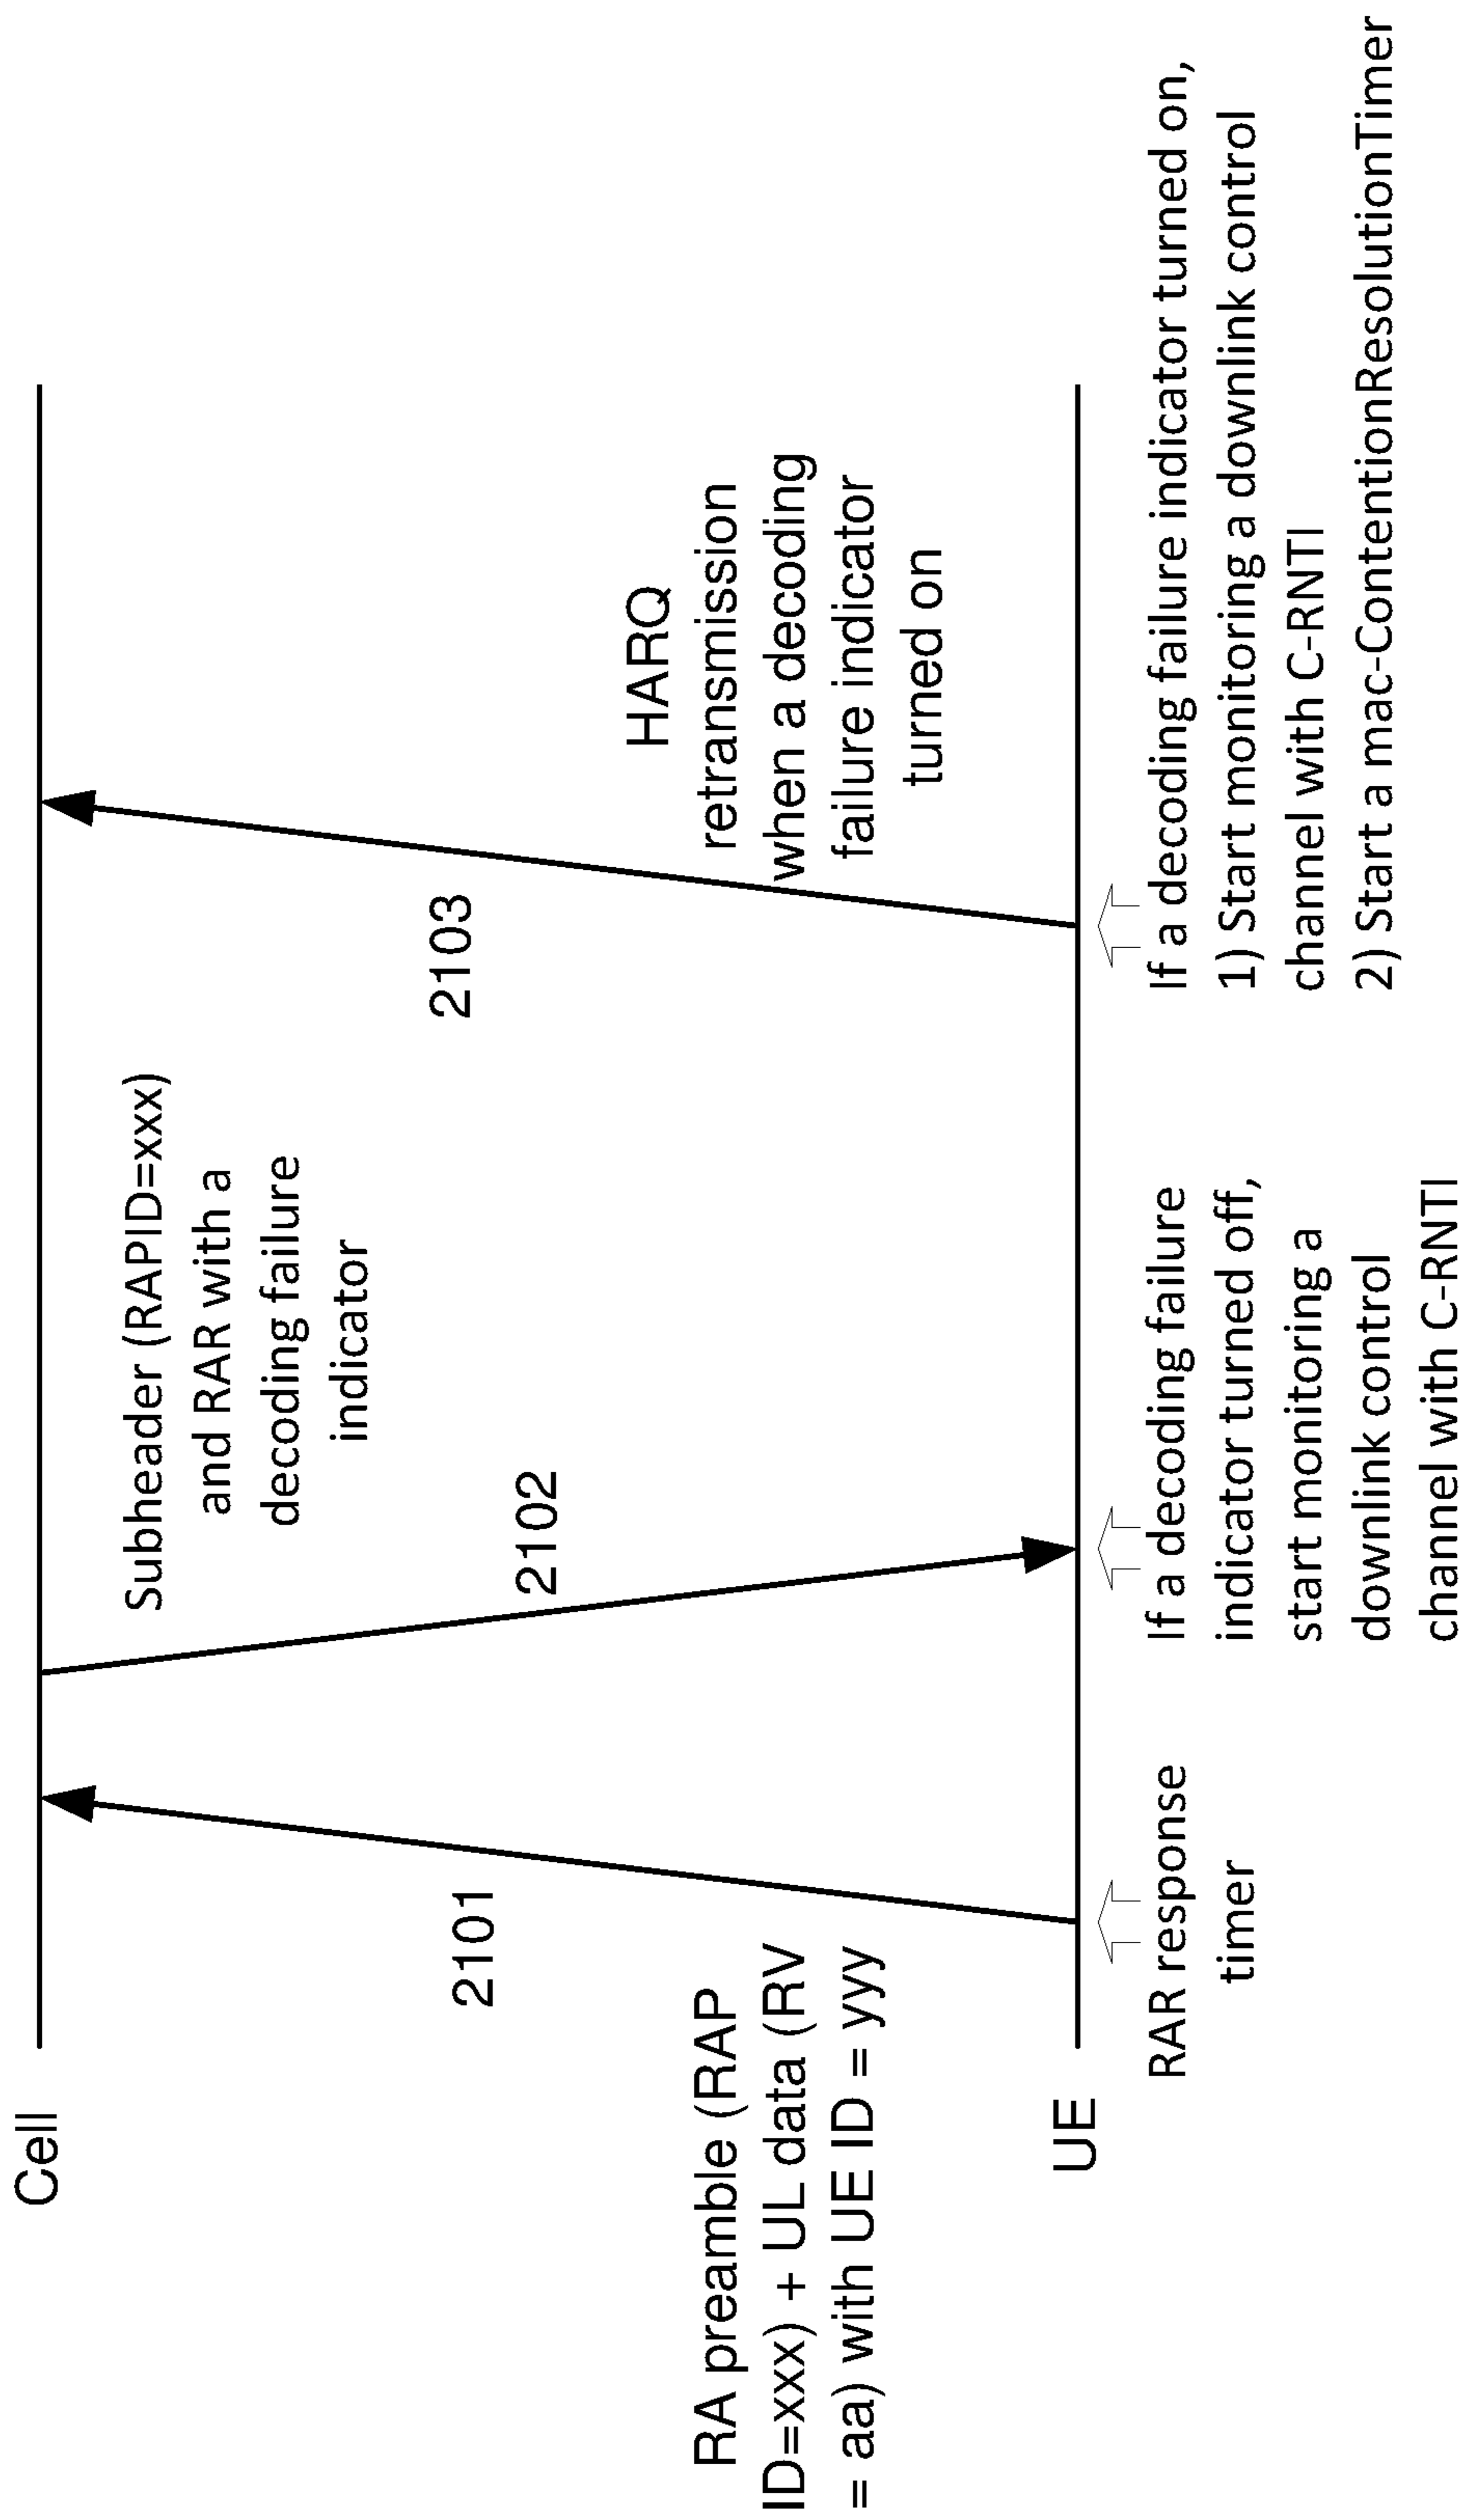 Cell
Subheader (RAPID=xxx)
and RAR with a
decoding failure
indicator
2101
2102
2103
RA preamble (RAP
ID=xxx) + UL data (RV
= aa) with UE ID = yyy
HARQ
retransmission
when a decoding
failure indicator
turned on
UE
RAR response
timer
If a decoding failure
indicator turned off,
start monitoring a
downlink control
channel with C-RNTI
If a decoding failure indicator turned on,
1) Start monitoring a downlink control
channel with C-RNTI
2) Start a mac-ContentionResolutionTimer